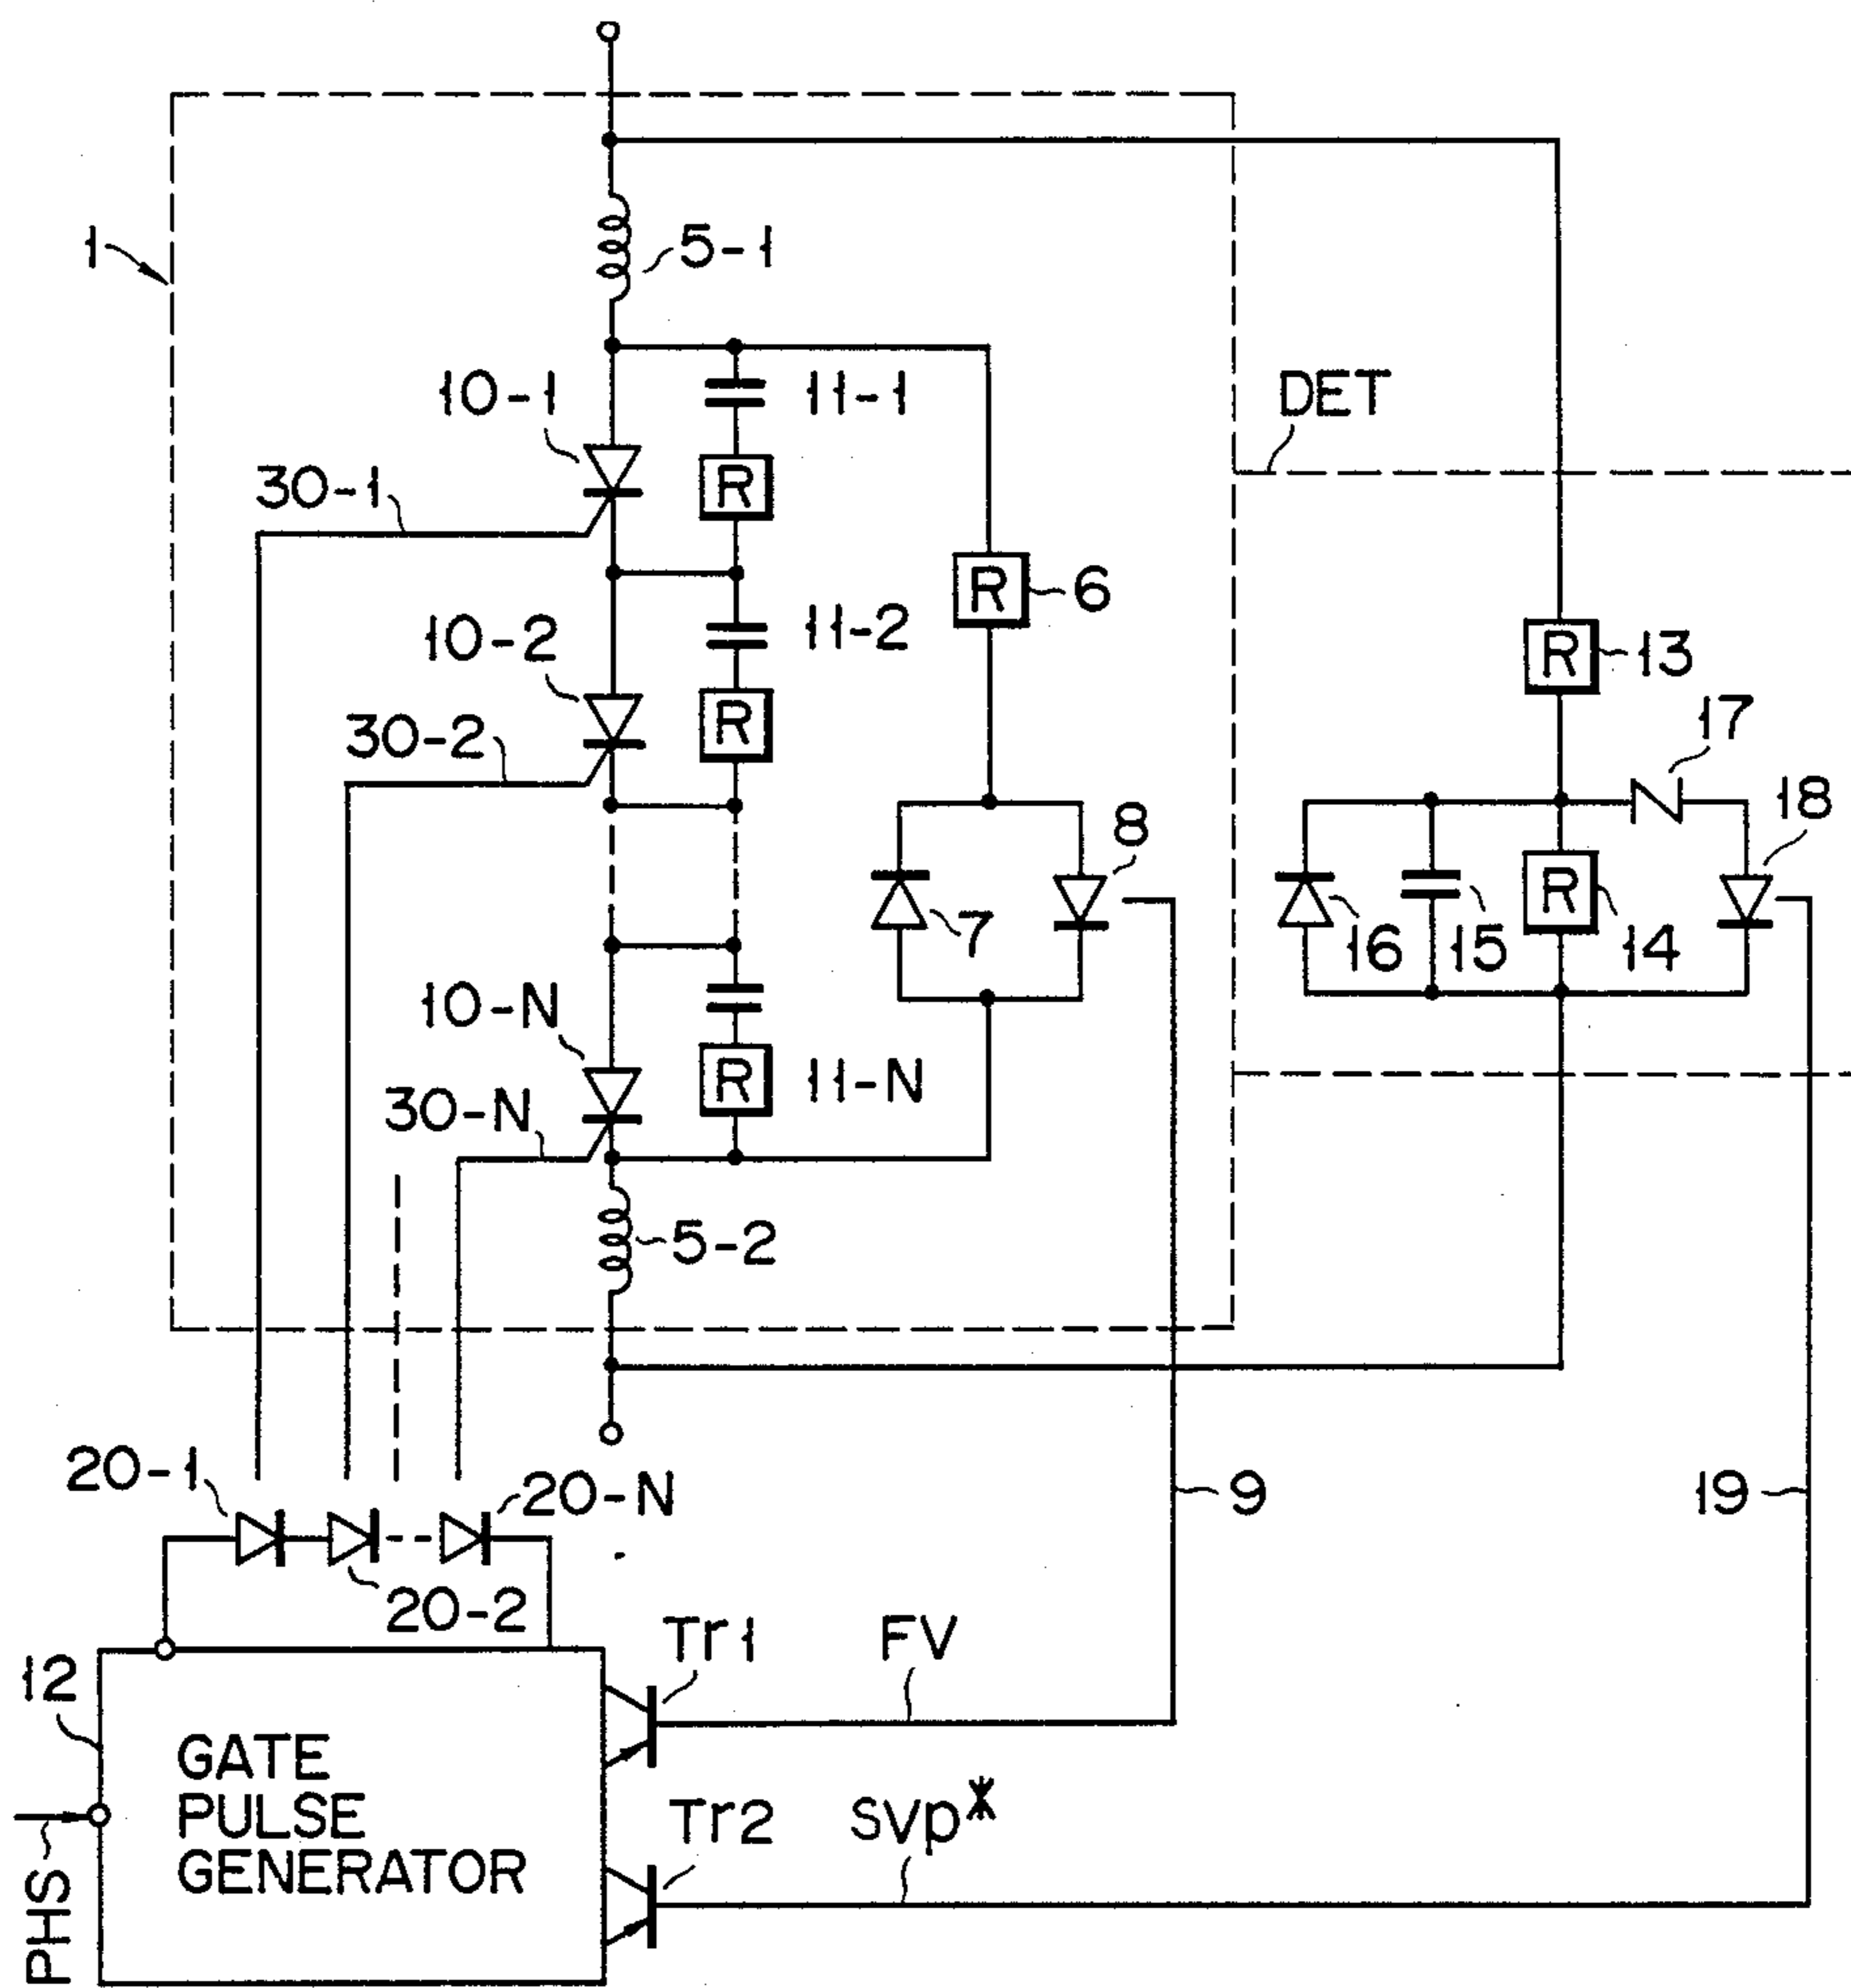 1
5-1
10-1
11-1
DET
30-1
R
R
6
10-2
11-2
R
13
30-2
R
17
8
18
7
R
16
15
14
10-N
R
11-N
30-N
5-2
20-1
20-N
9
19
20-2
Tr1
FV
12
GATE
PULSE
GENERATOR
Tr2
SVp*
PHS